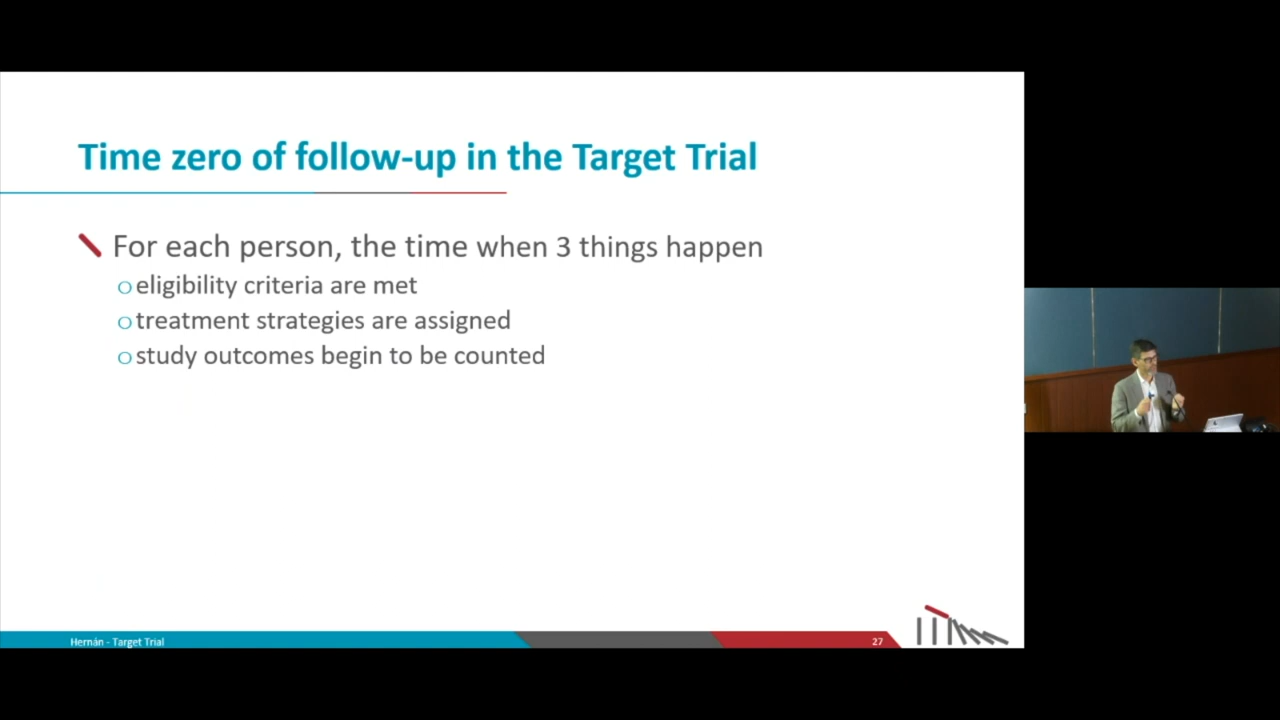 Time zero of follow-up in the Target Trial
For each person, the time when 3 things happen
eligibility criteria are met
treatment strategies are assigned
study outcomes begin to be counted
Hernán - Target Trial
27